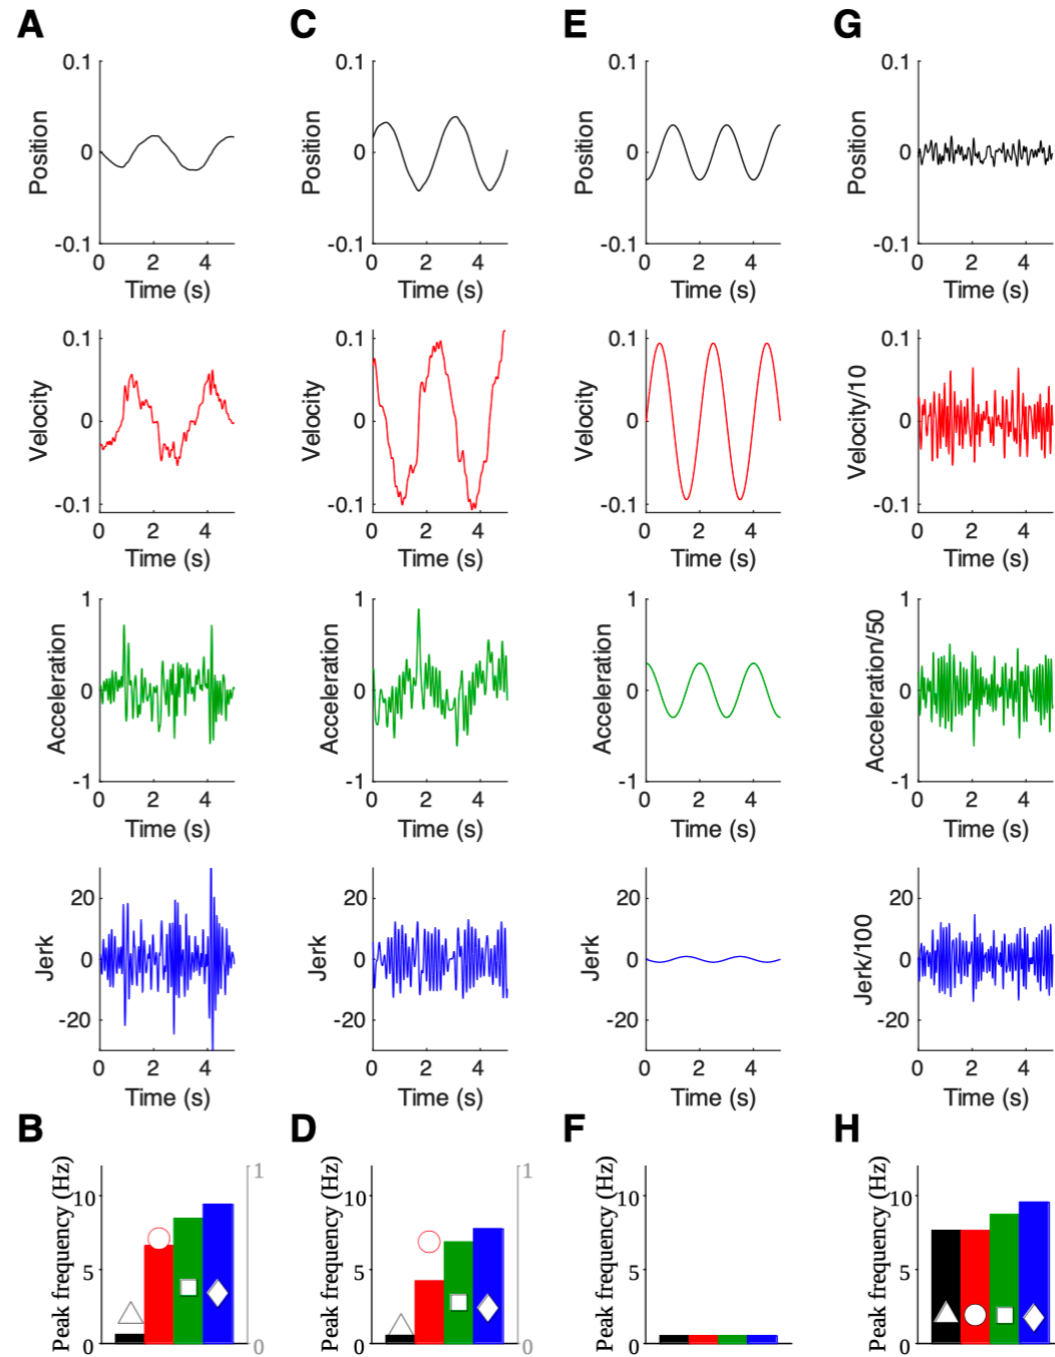 A C E G
0.1 0.1 0.1 0.1
Position Position Position Position
0 0 0 0
-0.1 -0.1 -0.1 -0.1
0 2 4 0 2 4 0 2 4 0 2 4
Time (s) Time (s) Time (s) Time (s)
0.1 0.1 0.1 0.1
Velocity Velocity Velocity Velocity/10
0 0 0 0
-0.1 -0.1 -0.1 -0.1
0 2 4 0 2 4 0 2 4 0 2 4
Time (s) Time (s) Time (s) Time (s)
1 1 1 1
Acceleration Acceleration Acceleration Acceleration/50
0 0 0 0
-1 -1 -1 -1
0 2 4 0 2 4 0 2 4 0 2 4
Time (s) Time (s) Time (s) Time (s)
20 20 20 20
Jerk Jerk Jerk Jerk/100
0 0 0 0
-20 -20 -20 -20
0 2 4 0 2 4 0 2 4 0 2 4
Time (s) Time (s) Time (s) Time (s)
B D F H
Peak frequency (Hz) Peak frequency (Hz) Peak frequency (Hz) Peak frequency (Hz)
1 1
10 10 10 10
5 5 5 5
0 0 0 0 0 0